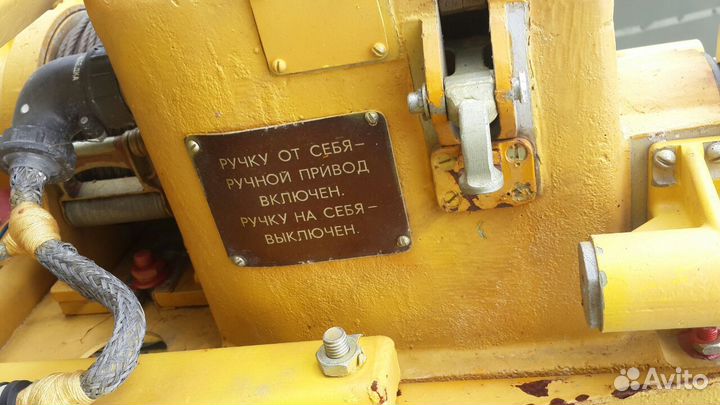 РУЧКУ ОТ СЕБЯ—
РУЧНОЙ ПРИВОД
ВКЛЮЧЕН.
РУЧКУ НА СЕБЯ—
ВЫКЛЮЧЕН.
Avito